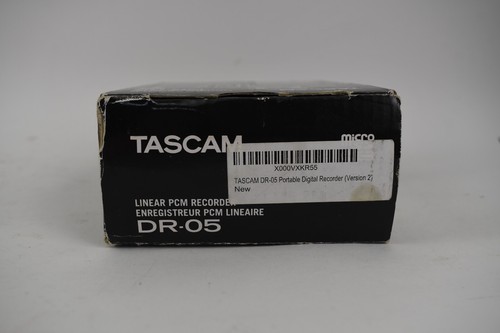 TASCAM
micro
X000VXKR55
TASCAM DR-05 Portable Digital Recorder (Version 2)
New
LINEAR PCM RECORDER
ENREGISTREUR PCM LINEAIRE
DR-05